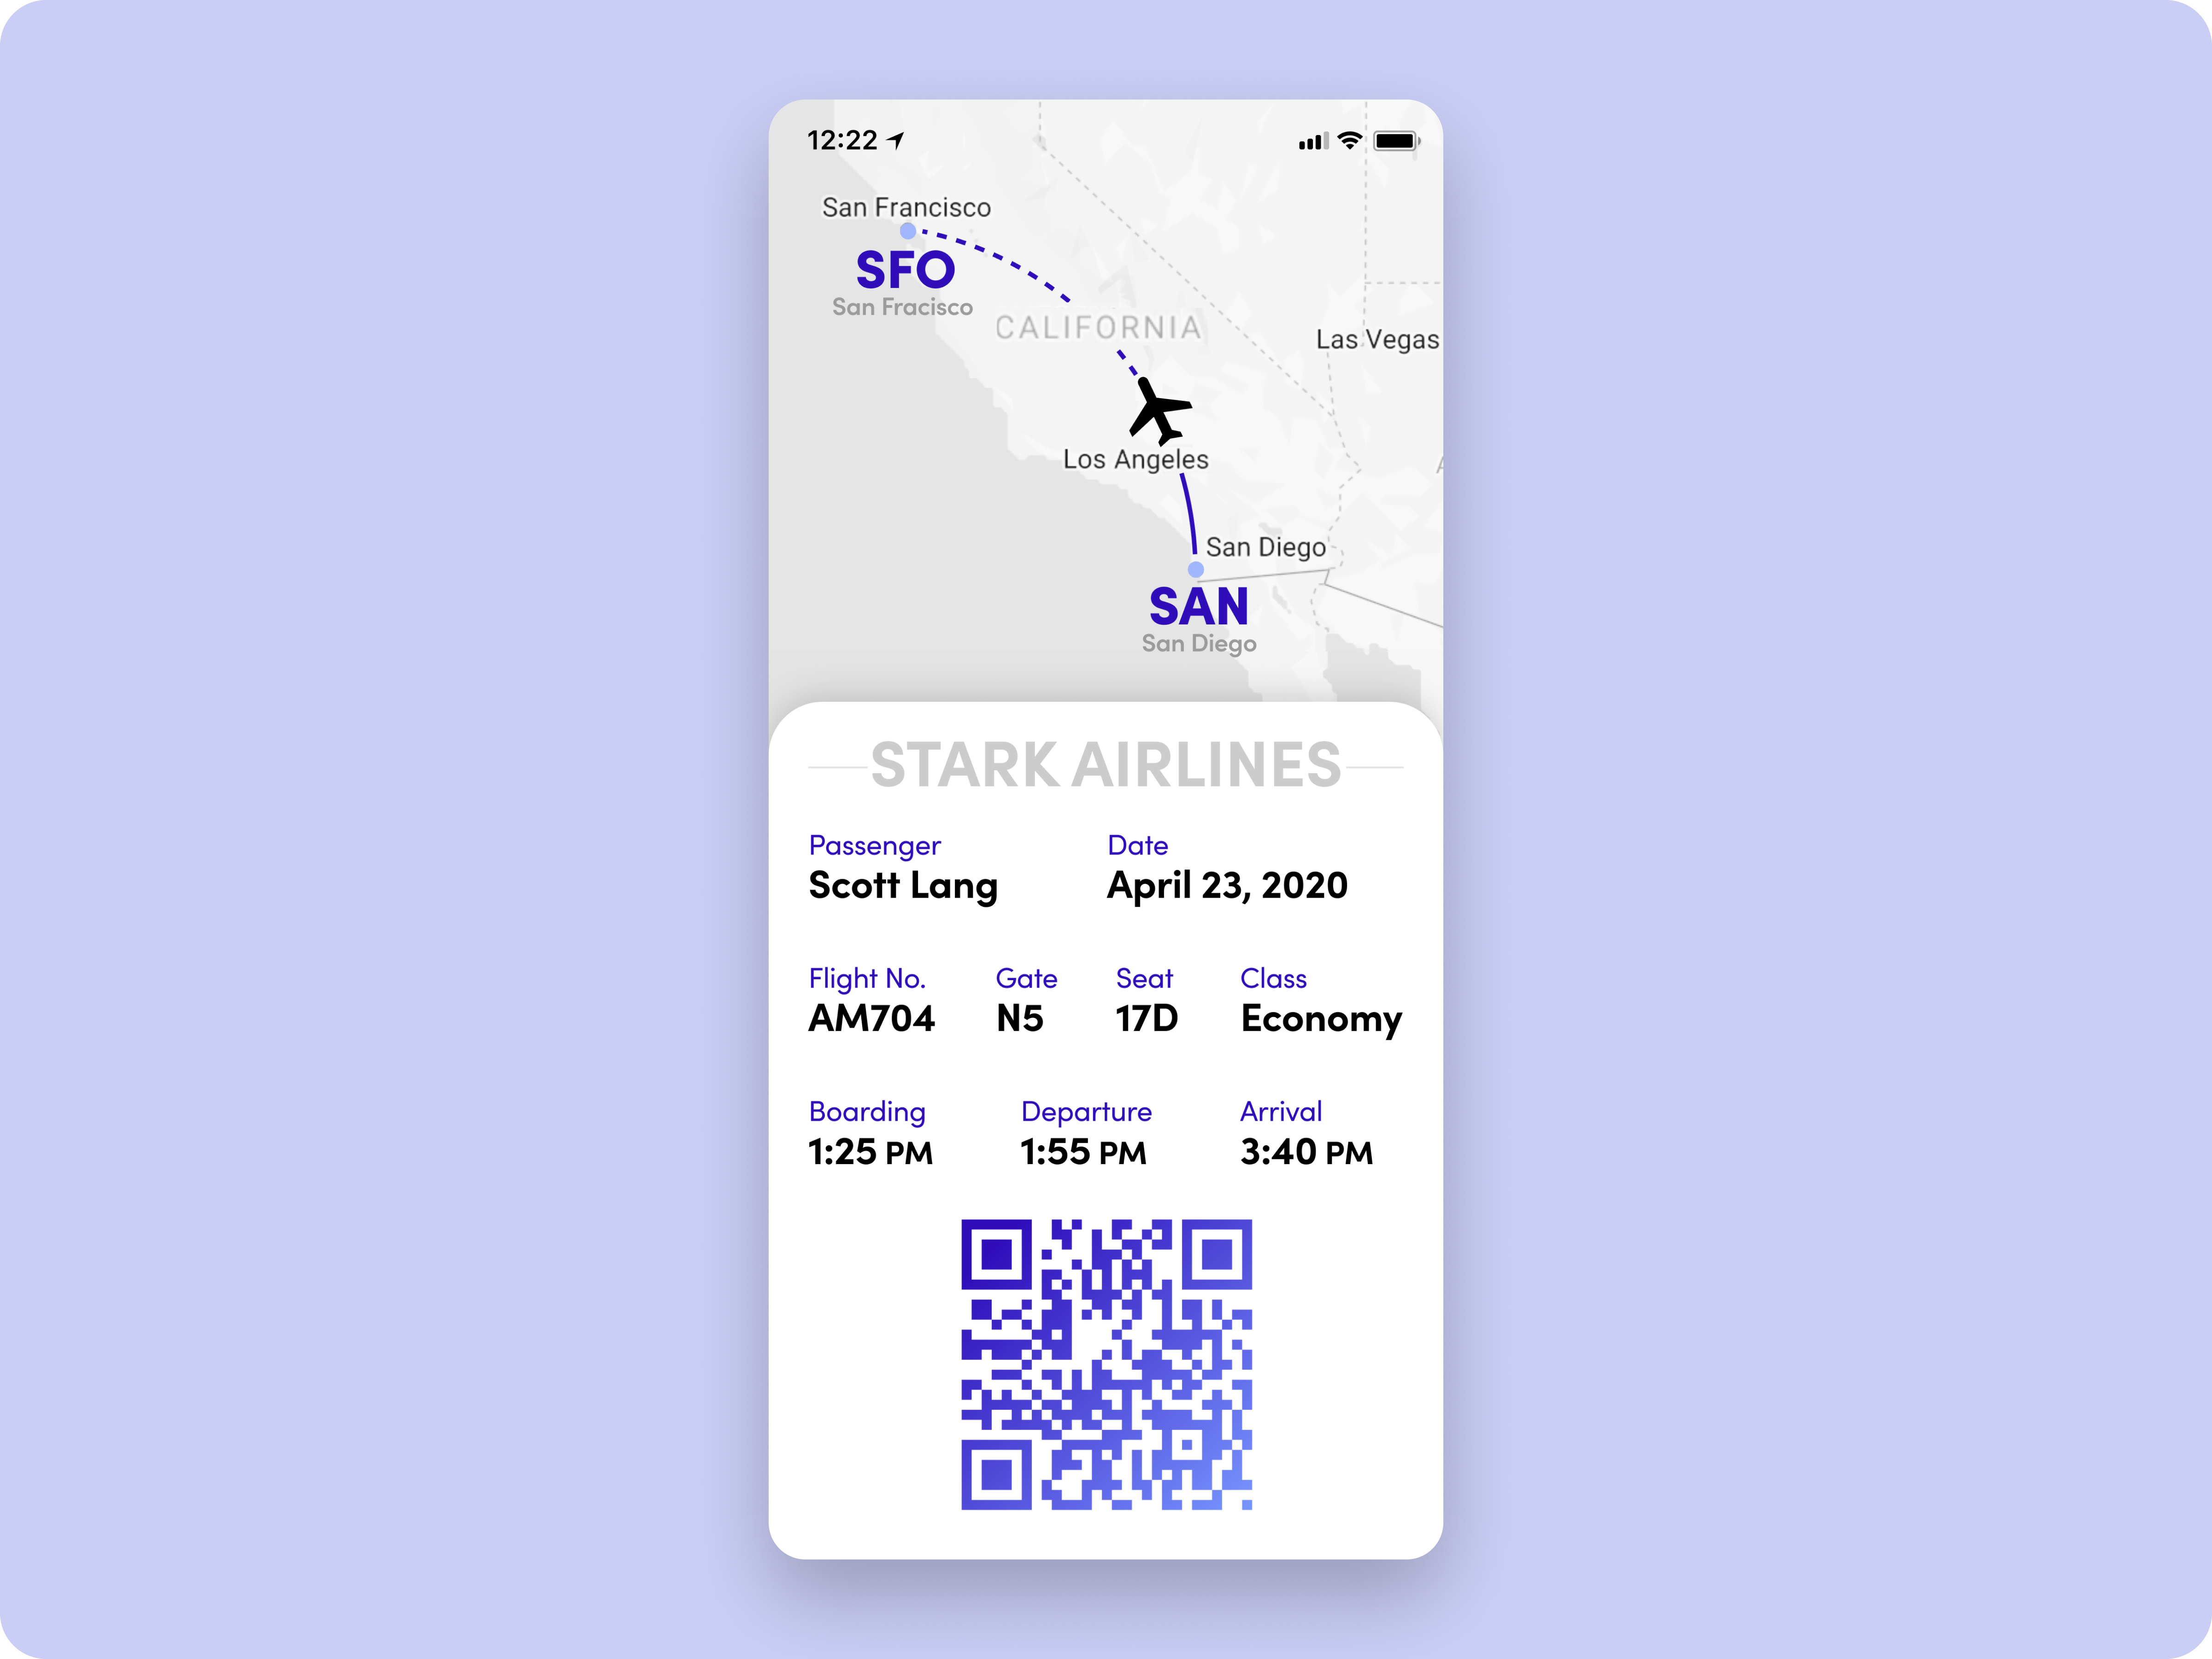 12:22
San Francisco
SFO
San Fracisco
CALIFORNIA
Las Vegas
Los Angeles
San Diego
SAN
San Diego
STARK AIRLINES
Passenger Date
Scott Lang April 23, 2020
Flight No. Gate Seat Class
AM704 N5 17D Economy
Boarding Departure Arrival
1:25 PM 1:55 PM 3:40 PM